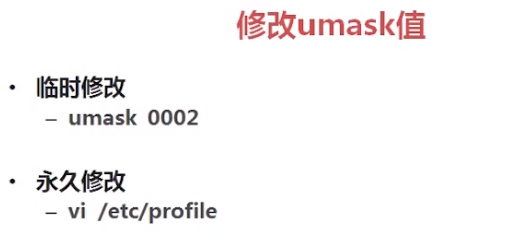 修改umask值
• 临时修改
– umask 0002
• 永久修改
– vi /etc/profile